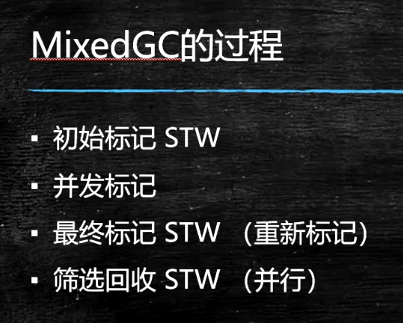 MixedGC的过程
▪ 初始标记 STW
▪ 并发标记
▪ 最终标记 STW （重新标记）
▪ 筛选回收 STW （并行）